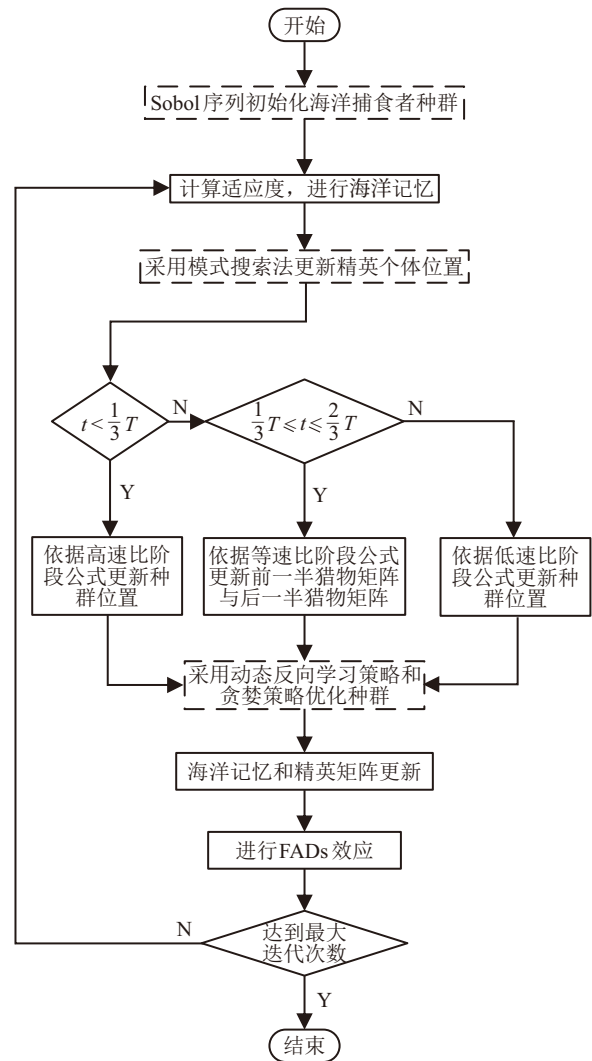 开始
Sobol序列初始化海洋捕食者种群
计算适应度，进行海洋记忆
采用模式搜索法更新精英个体位置
t<1/3 T
N
1/3 T≤t≤2/3 T
N
Y
Y
依据高速比阶
段公式更新种
群位置
依据等速比阶段公式
更新前一半猎物矩阵
与后一半猎物矩阵
依据低速比阶
段公式更新种
群位置
采用动态反向学习策略和
贪婪策略优化种群
海洋记忆和精英矩阵更新
进行FADs效应
N
达到最大
迭代次数
Y
结束